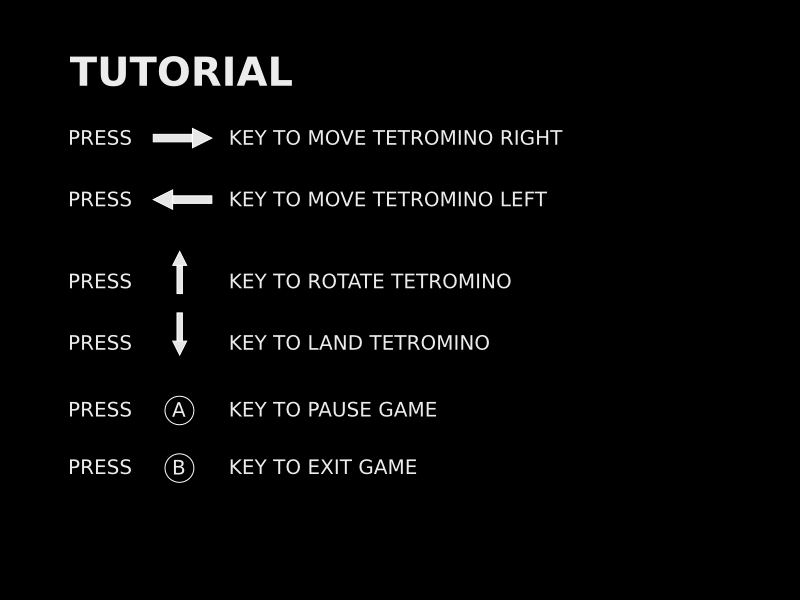 TUTORIAL
PRESS KEY TO MOVE TETROMINO RIGHT
PRESS KEY TO MOVE TETROMINO LEFT
PRESS KEY TO ROTATE TETROMINO
PRESS KEY TO LAND TETROMINO
PRESS A KEY TO PAUSE GAME
PRESS B KEY TO EXIT GAME